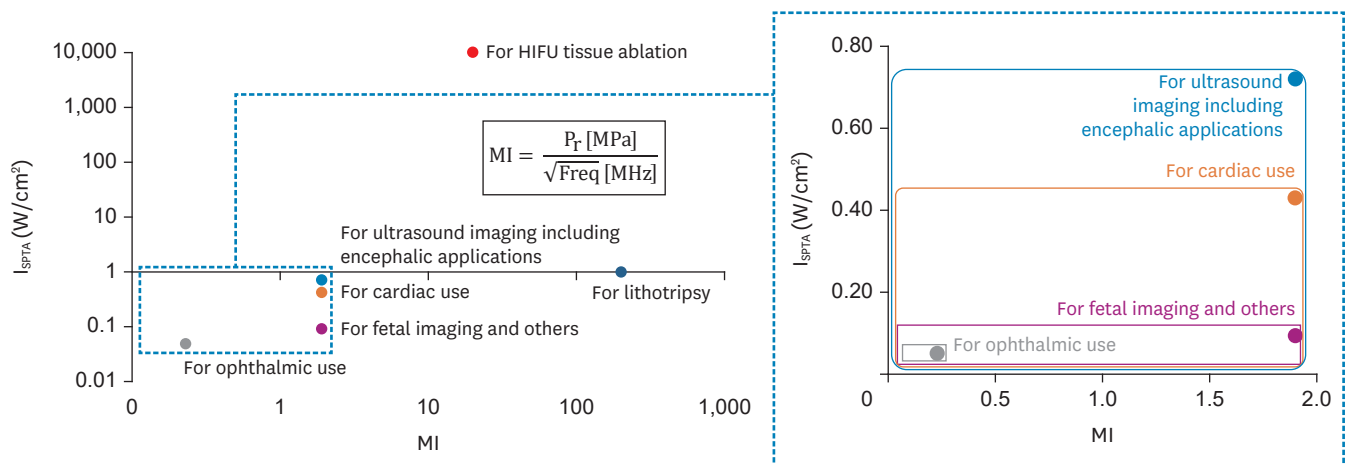 10,000
1,000
100
10
1
0.1
0.01
I_SPTA (W/cm²)
0
1
10
100
1,000
MI
For HIFU tissue ablation
MI = P_r [MPa] / √Freq [MHz]
For ultrasound imaging including
encephalic applications
For cardiac use
For lithotripsy
For fetal imaging and others
For ophthalmic use
0.80
0.60
0.40
0.20
I_SPTA (W/cm²)
0
0.5
1.0
1.5
2.0
MI
For ultrasound
imaging including
encephalic applications
For cardiac use
For fetal imaging and others
For ophthalmic use